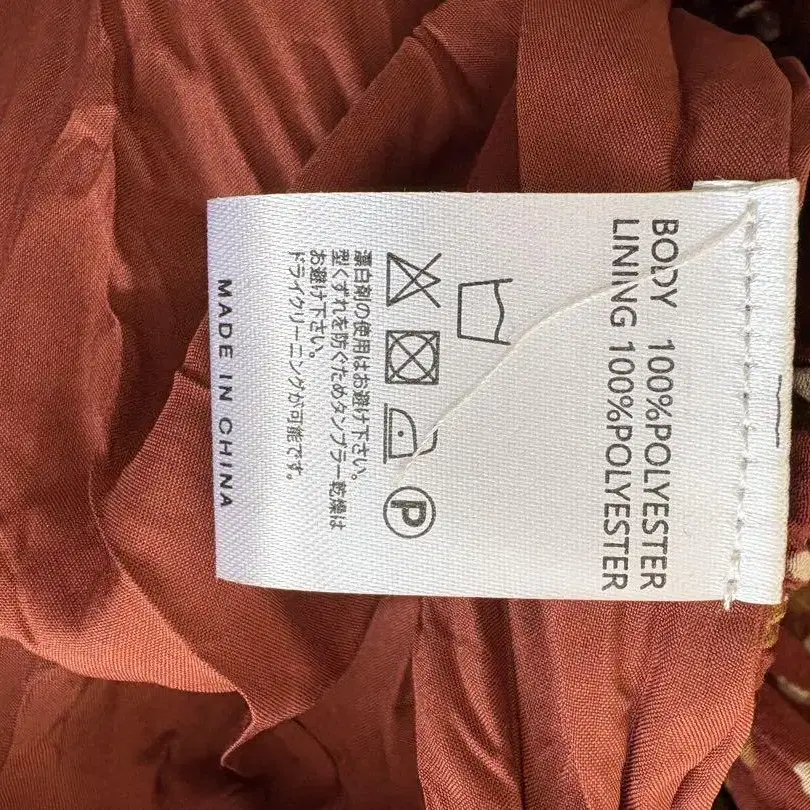 BODY 100%POLYESTER
LINING 100%POLYESTER
P
漂白剤の使用はお避け下さい。
型くずれを防ぐためタンブラー乾燥は
お避け下さい。
ドライクリーニングが可能です。
MADE IN CHINA